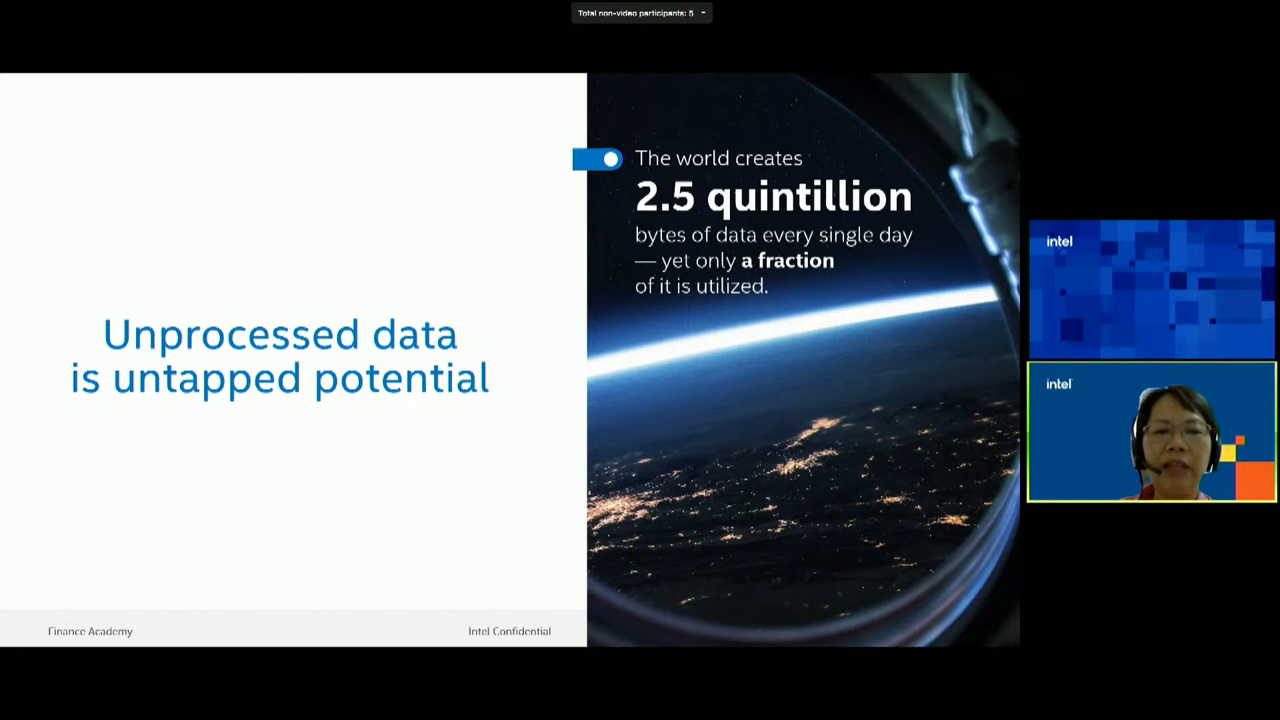 Total non-video participants: 5
The world creates
2.5 quintillion
bytes of data every single day
— yet only a fraction
of it is utilized.
Unprocessed data
is untapped potential
Finance Academy
Intel Confidential
intel
intel